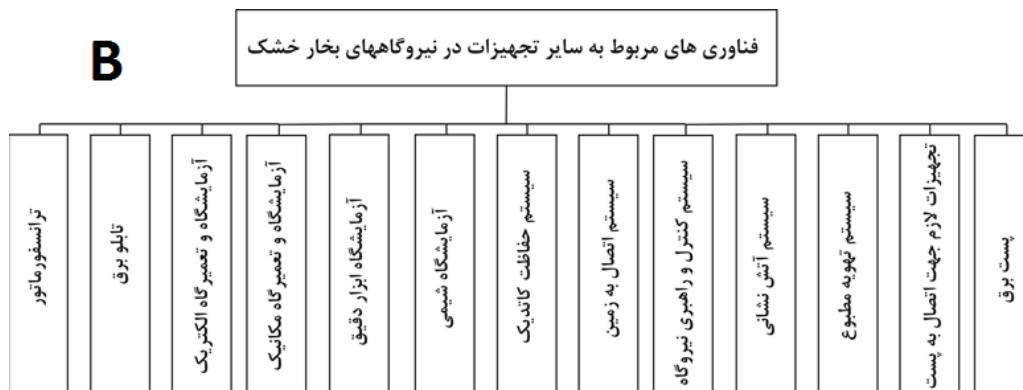 B
فناوری های مربوط به سایر تجهیزات در نیروگاههای بخار خشک
پست برق
تجهیزات لازم جهت اتصال به پست
سیستم تهویه مطبوع
سیستم آتش نشانی
سیستم کنترل و راهبری نیروگاه
سیستم اتصال به زمین
سیستم حفاظت کاتدیک
آزمایشگاه شیمی
آزمایشگاه ابزار دقیق
آزمایشگاه و تعمیرگاه مکانیک
آزمایشگاه و تعمیرگاه الکتریک
تابلو برق
ترانسفورماتور